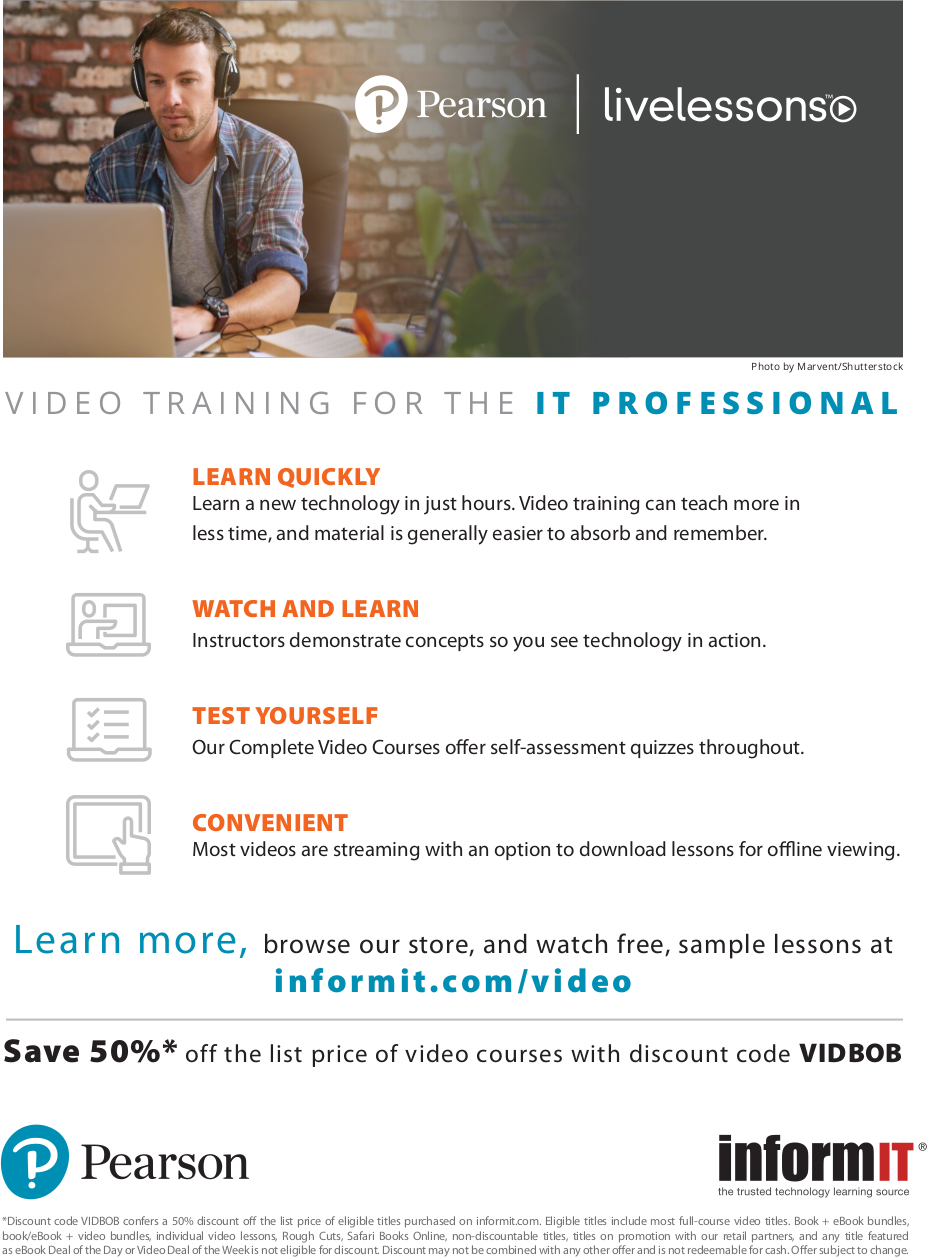 Pearson | livelessons™
Photo by Marvent/Shutterstock
VIDEO TRAINING FOR THE IT PROFESSIONAL
LEARN QUICKLY
Learn a new technology in just hours. Video training can teach more in
less time, and material is generally easier to absorb and remember.
WATCH AND LEARN
Instructors demonstrate concepts so you see technology in action.
TEST YOURSELF
Our Complete Video Courses offer self-assessment quizzes throughout.
CONVENIENT
Most videos are streaming with an option to download lessons for offline viewing.
Learn more, browse our store, and watch free, sample lessons at
informit.com/video
Save 50%* off the list price of video courses with discount code VIDBOB
Pearson
informIT®
the trusted technology learning source
*Discount code VIDBOB confers a 50% discount off the list price of eligible titles purchased on informit.com. Eligible titles include most full-course video titles. Book + eBook bundles,
book/eBook + video bundles, individual video lessons, Rough Cuts, Safari Books Online, non-discountable titles, titles on promotion with our retail partners, and any title featured
as eBook Deal of the Day or Video Deal of the Week is not eligible for discount. Discount may not be combined with any other offer and is not redeemable for cash. Offer subject to change.